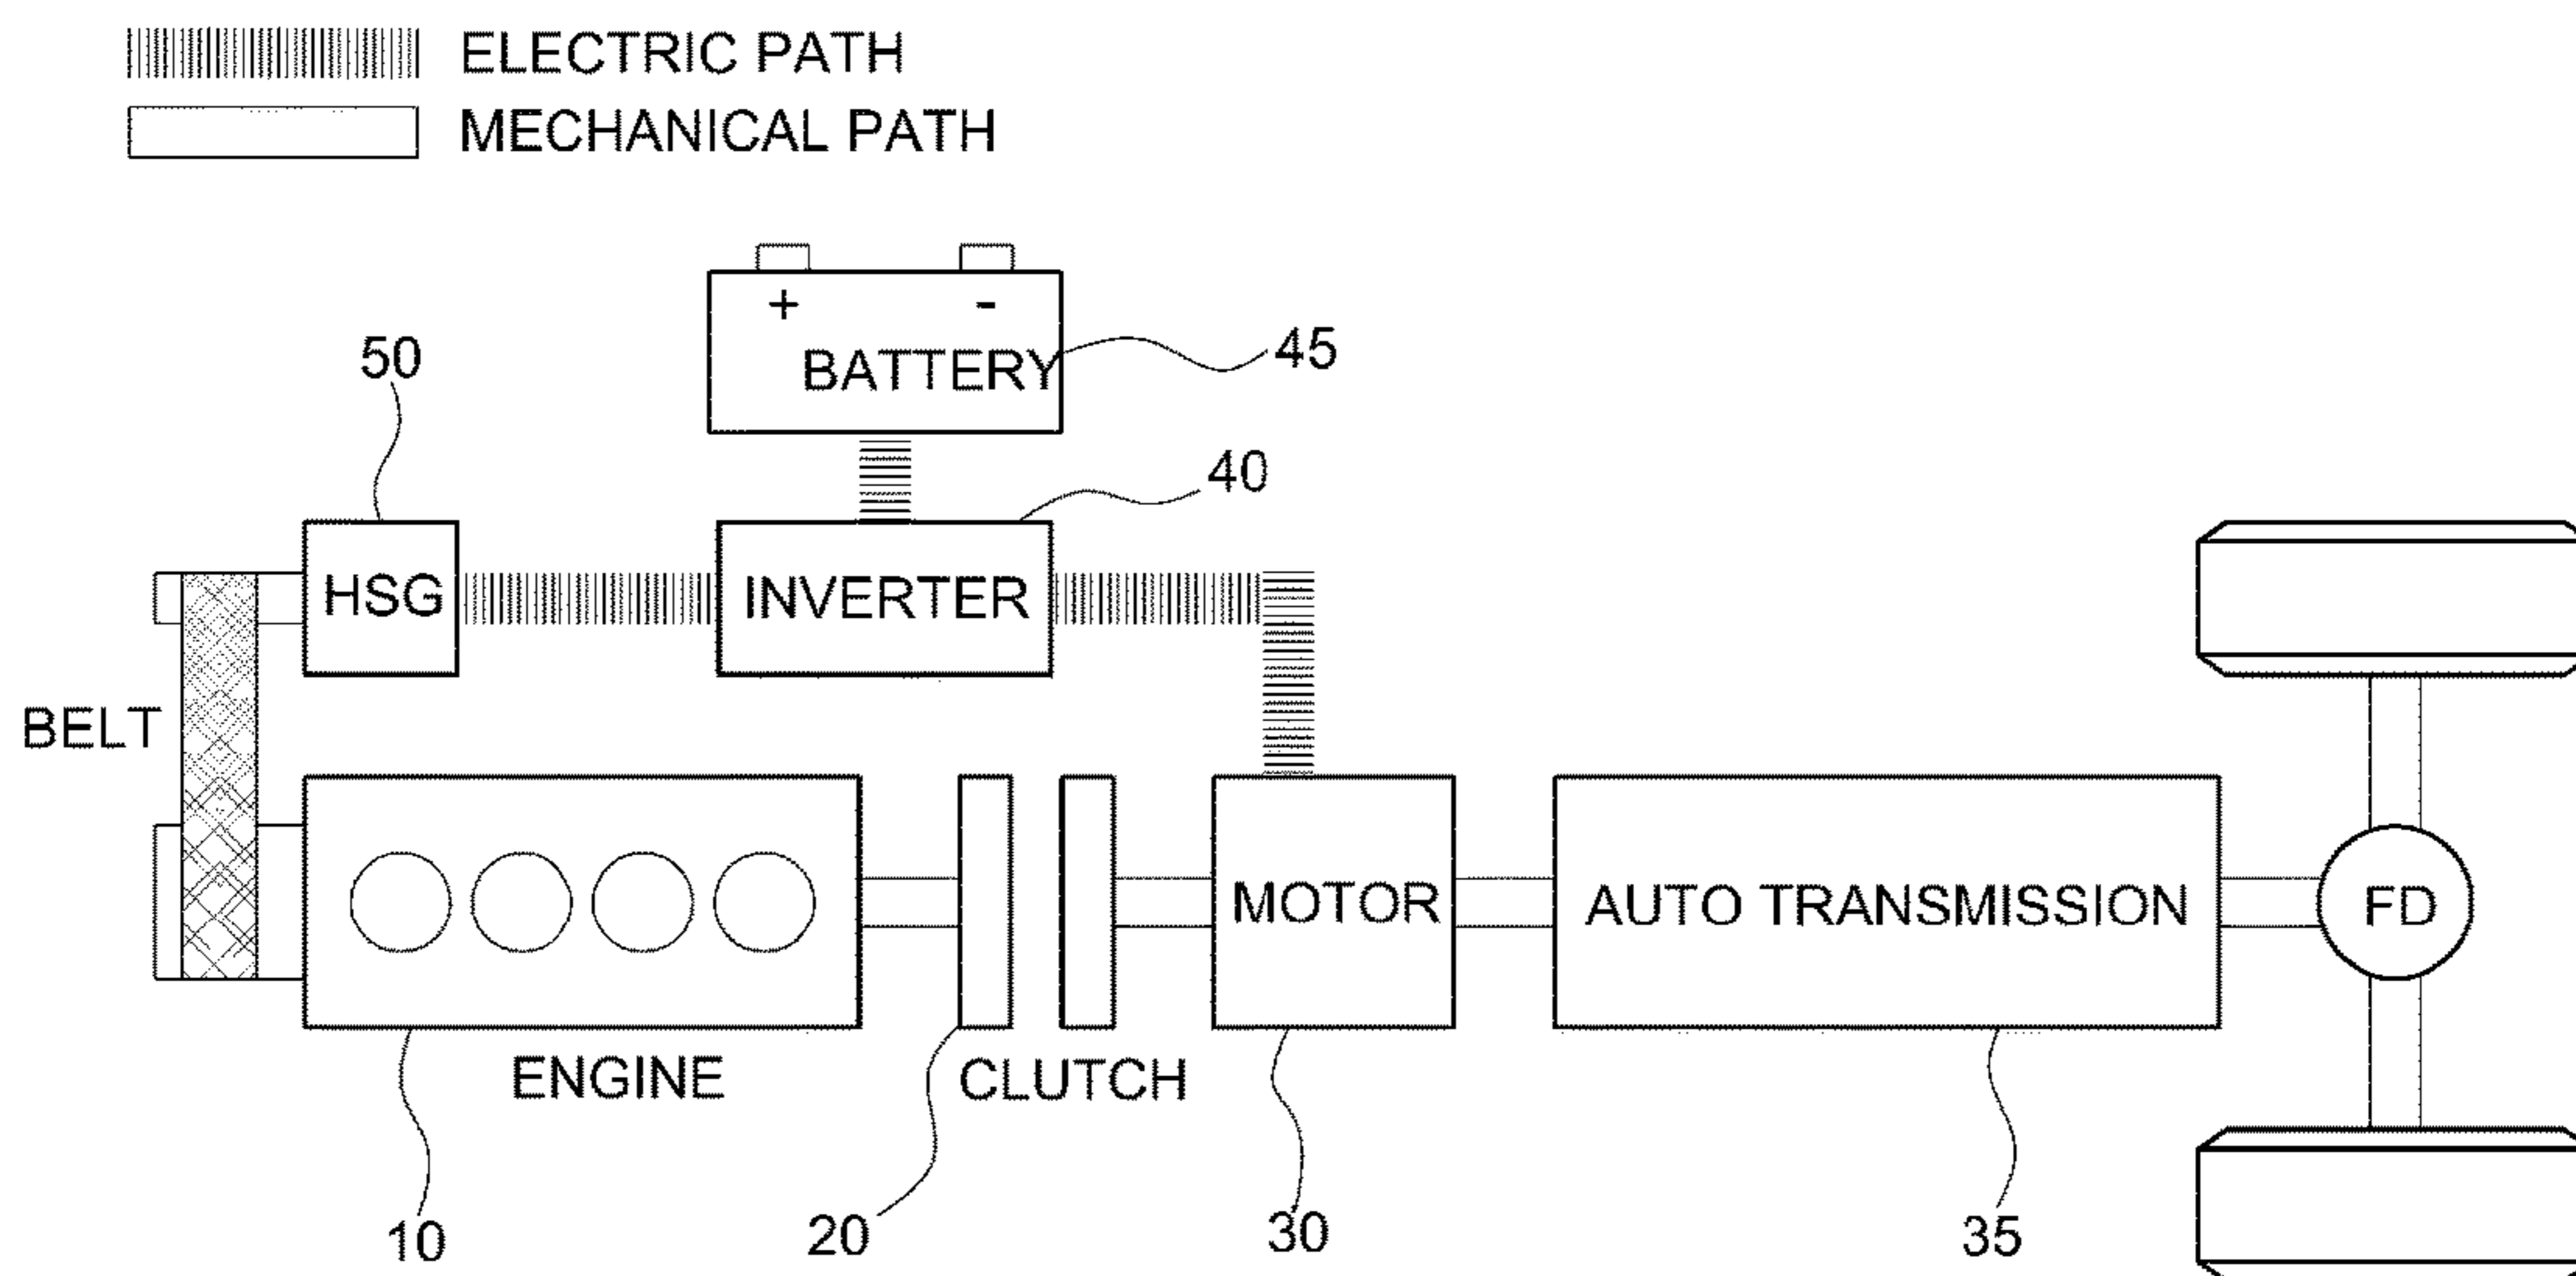 ELECTRIC PATH
MECHANICAL PATH
+ -
BATTERY
45
50
40
HSG
INVERTER
BELT
MOTOR
AUTO TRANSMISSION
FD
ENGINE
CLUTCH
10
20
30
35